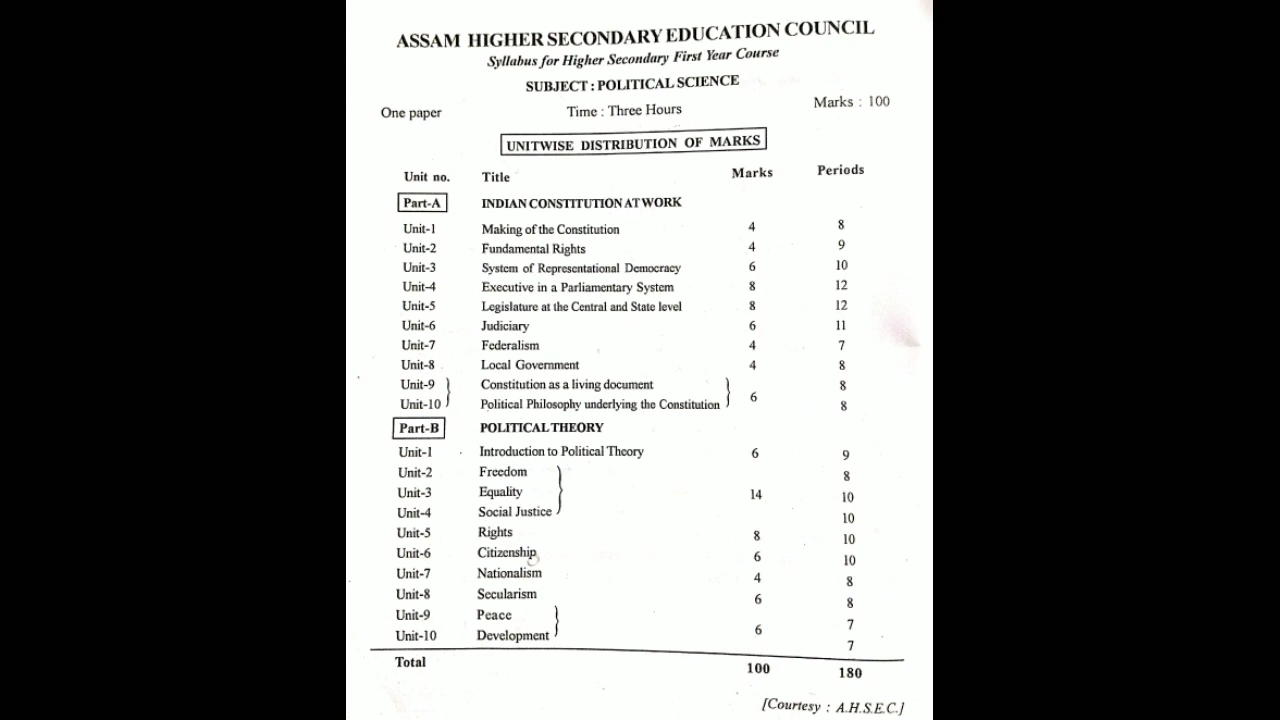 ASSAM HIGHER SECONDARY EDUCATION COUNCIL
Syllabus for Higher Secondary First Year Course
SUBJECT : POLITICAL SCIENCE
One paper Time : Three Hours Marks : 100
UNITWISE DISTRIBUTION OF MARKS
Unit no. Title Marks Periods
Part-A INDIAN CONSTITUTION AT WORK
Unit-1 Making of the Constitution 4 8
Unit-2 Fundamental Rights 4 9
Unit-3 System of Representational Democracy 6 10
Unit-4 Executive in a Parliamentary System 8 12
Unit-5 Legislature at the Central and State level 8 12
Unit-6 Judiciary 6 11
Unit-7 Federalism 4 7
Unit-8 Local Government 4 8
Unit-9 Constitution as a living document 8
6
Unit-10 Political Philosophy underlying the Constitution 8
Part-B POLITICAL THEORY
Unit-1 Introduction to Political Theory 6 9
Unit-2 Freedom 8
Unit-3 Equality 14 10
Unit-4 Social Justice 10
Unit-5 Rights 8 10
Unit-6 Citizenship 6 10
Unit-7 Nationalism 4 8
Unit-8 Secularism 6 8
Unit-9 Peace 7
6
Unit-10 Development 7
Total 100 180
[Courtesy : A.H.S.E.C.]